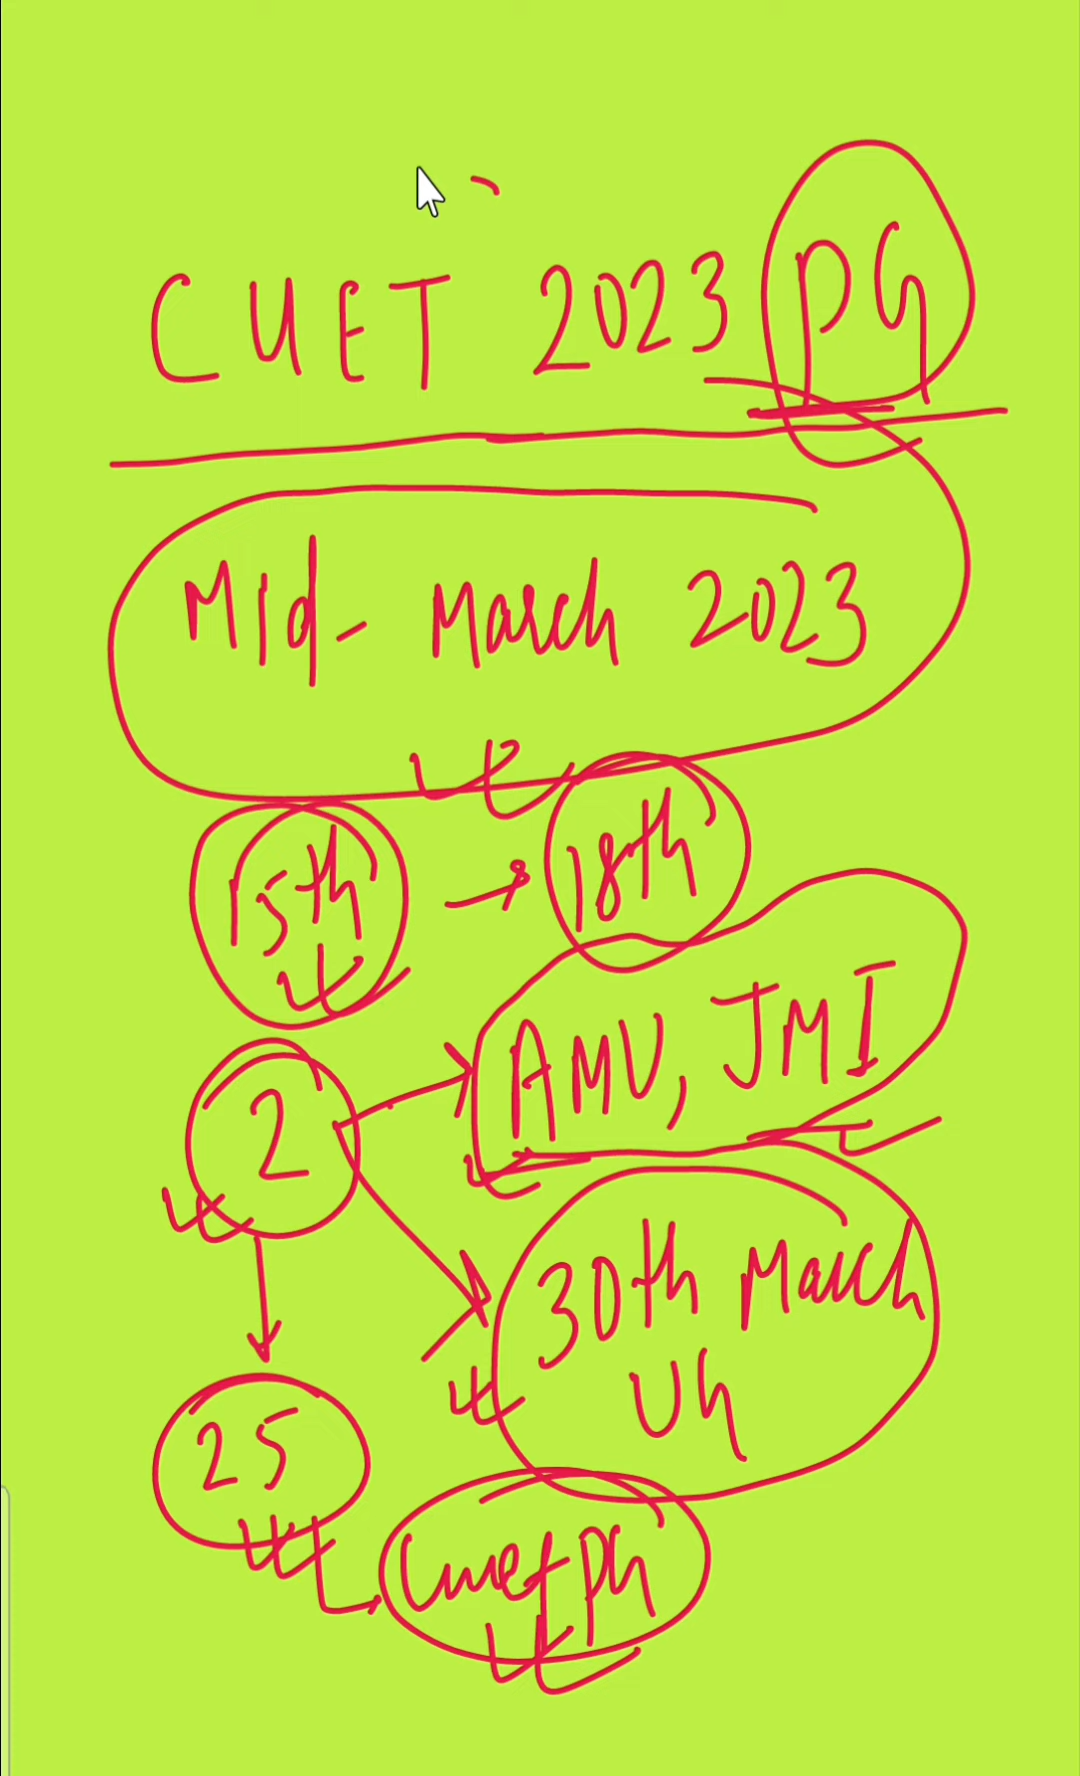 CUET 2023 PG
Mid- March 2023
15th → 18th
2 → AMU, JMI
30th March
UG
25
Cuet PG